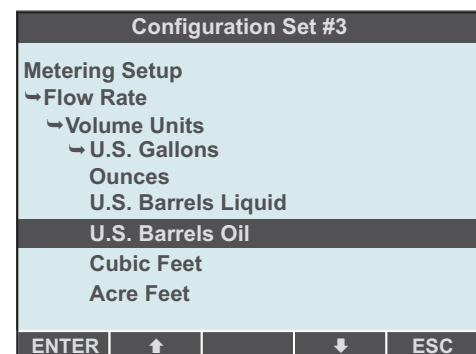 Configuration Set #3
Metering Setup
➥Flow Rate
➥Volume Units
➥U.S. Gallons
Ounces
U.S. Barrels Liquid
U.S. Barrels Oil
Cubic Feet
Acre Feet
ENTER ⬆ ⬇ ESC